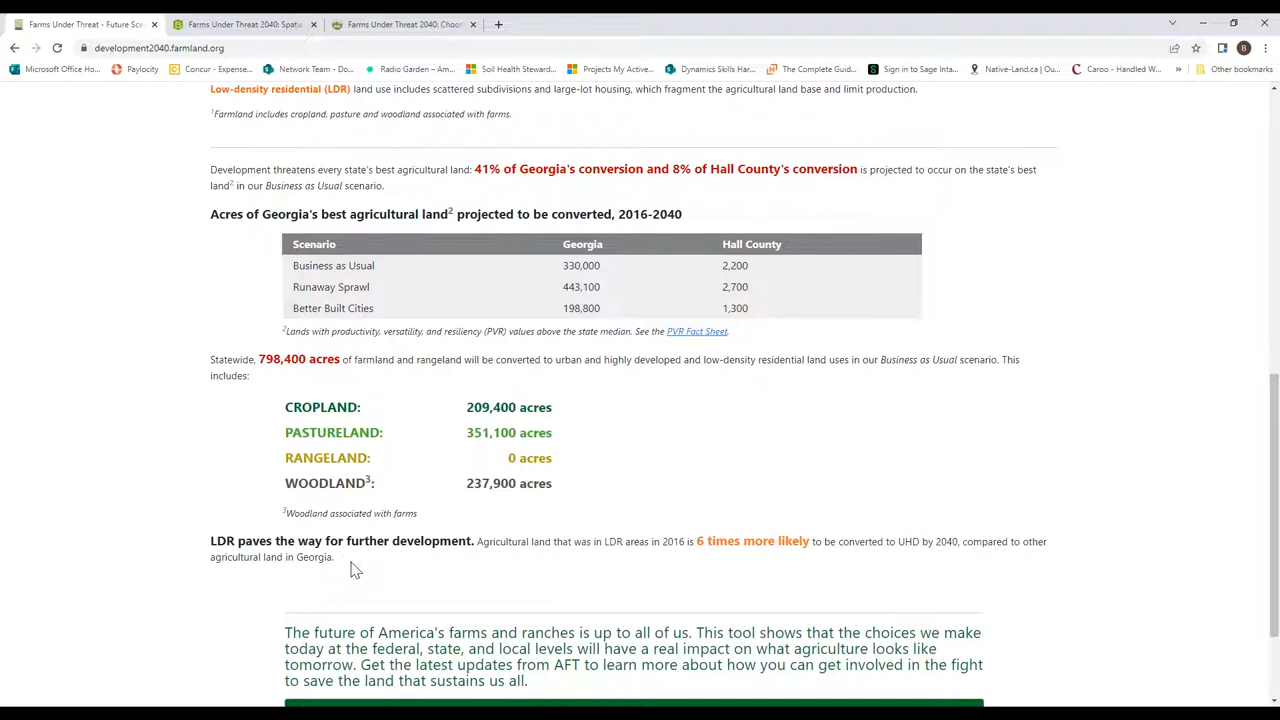 Farms Under Threat - Future Sce
Farms Under Threat 2040: Spati
Farms Under Threat 2040: Choo
development2040.farmland.org
Microsoft Office Ho... Paylocity Concur - Expense... Network Team - Do... Radio Garden – Am... Soil Health Steward... Projects My Active... Dynamics Skills Har... The Complete Guid... Sign in to Sage Inta... Native-Land.ca | Ou... Caroo - Handled W... » Other bookmarks
Low-density residential (LDR) land use includes scattered subdivisions and large-lot housing, which fragment the agricultural land base and limit production.
1Farmland includes cropland, pasture and woodland associated with farms.
Development threatens every state's best agricultural land: 41% of Georgia's conversion and 8% of Hall County's conversion is projected to occur on the state's best
land2 in our Business as Usual scenario.
Acres of Georgia's best agricultural land2 projected to be converted, 2016-2040
Scenario Georgia Hall County
Business as Usual 330,000 2,200
Runaway Sprawl 443,100 2,700
Better Built Cities 198,800 1,300
2Lands with productivity, versatility, and resiliency (PVR) values above the state median. See the PVR Fact Sheet.
Statewide, 798,400 acres of farmland and rangeland will be converted to urban and highly developed and low-density residential land uses in our Business as Usual scenario. This
includes:
CROPLAND: 209,400 acres
PASTURELAND: 351,100 acres
RANGELAND: 0 acres
WOODLAND3: 237,900 acres
3Woodland associated with farms
LDR paves the way for further development. Agricultural land that was in LDR areas in 2016 is 6 times more likely to be converted to UHD by 2040, compared to other
agricultural land in Georgia.
The future of America's farms and ranches is up to all of us. This tool shows that the choices we make
today at the federal, state, and local levels will have a real impact on what agriculture looks like
tomorrow. Get the latest updates from AFT to learn more about how you can get involved in the fight
to save the land that sustains us all.